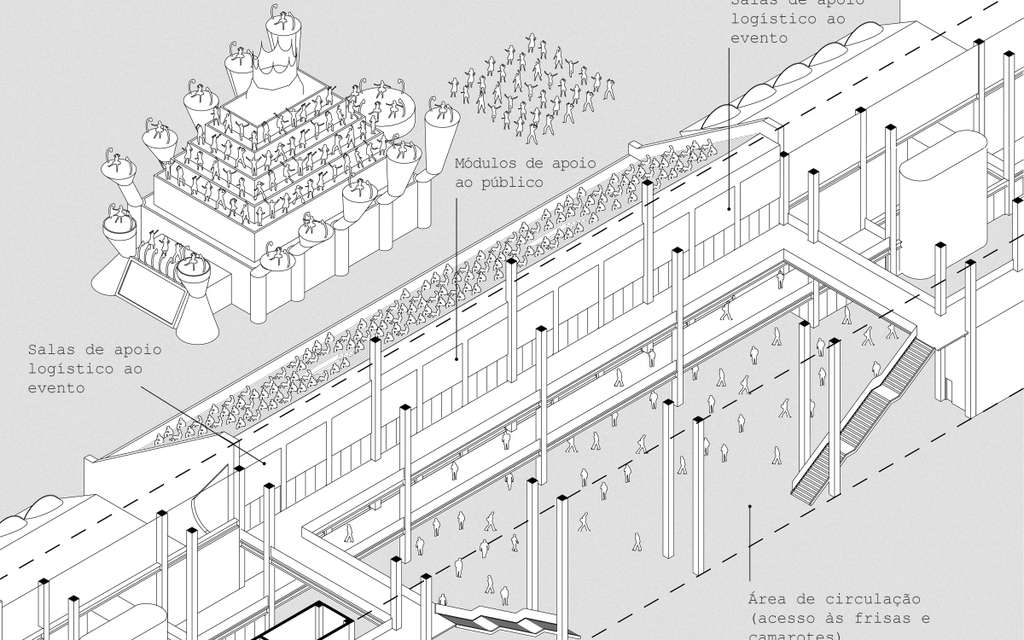 Salas de apoio
logístico ao
evento
Módulos de apoio
ao público
Salas de apoio
logístico ao
evento
Área de circulação
(acesso às frisas e
camarotes)